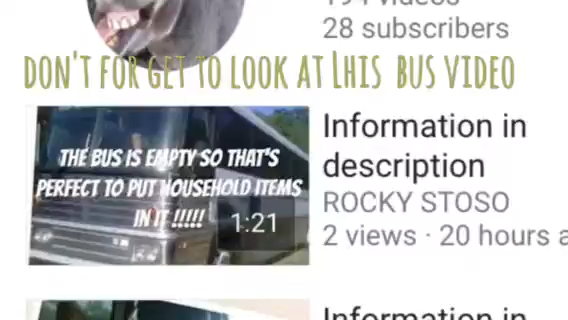 28 subscribers
DON'T FOR GET TO LOOK AT LHIS BUS VIDEO
Information in
description
THE BUS IS EMPTY SO THAT'S
PERFECT TO PUT HOUSEHOLD ITEMS
IN IT !!!!!
1:21
ROCKY STOSO
2 views · 20 hours a
Information in